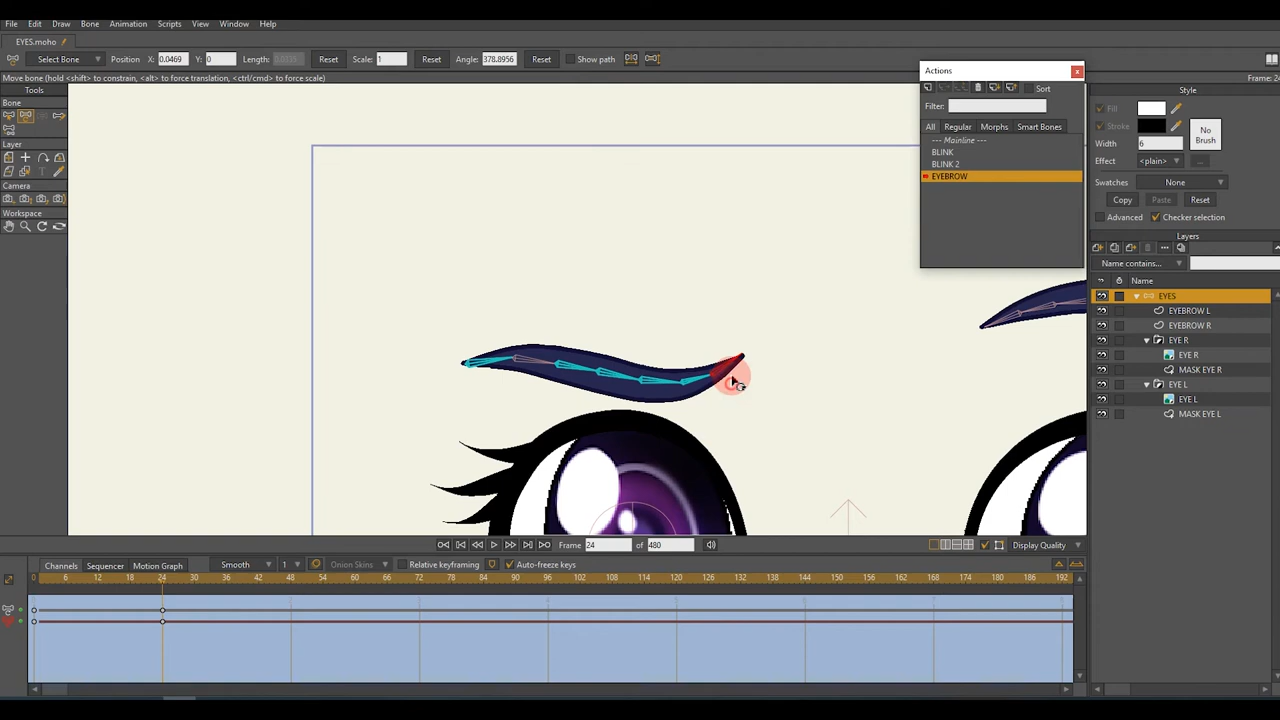 File Edit Draw Bone Animation Scripts View Window Help
EYES.moho
Select Bone Position X: 0.0469 Y: 0 Length: Reset Scale: 1 Reset Angle: 378.8956 Reset Show path
Move bone (hold <shift> to constrain, <alt> to force translation, <ctrl/cmd> to force scale) Frame: 24
Tools
Bone
Layer
Camera
Workspace
Actions
Sort
Filter:
All Regular Morphs Smart Bones
--- Mainline ---
BLINK
BLINK 2
EYEBROW
Style
Fill
Stroke
No
Brush
Width 6
Effect <plain> ...
Swatches None
Copy Paste Reset
Advanced Checker selection
Layers
Name contains...
Name
EYES
EYEBROW L
EYEBROW R
EYE R
EYE R
MASK EYE R
EYE L
EYE L
MASK EYE L
Frame 24 of 480 Display Quality
Channels Sequencer Motion Graph Smooth 1 Onion Skins Relative keyframing Auto-freeze keys
0 6 12 18 24 30 36 42 48 54 60 66 72 78 84 90 96 102 108 114 120 126 132 138 144 150 156 162 168 174 180 186 192